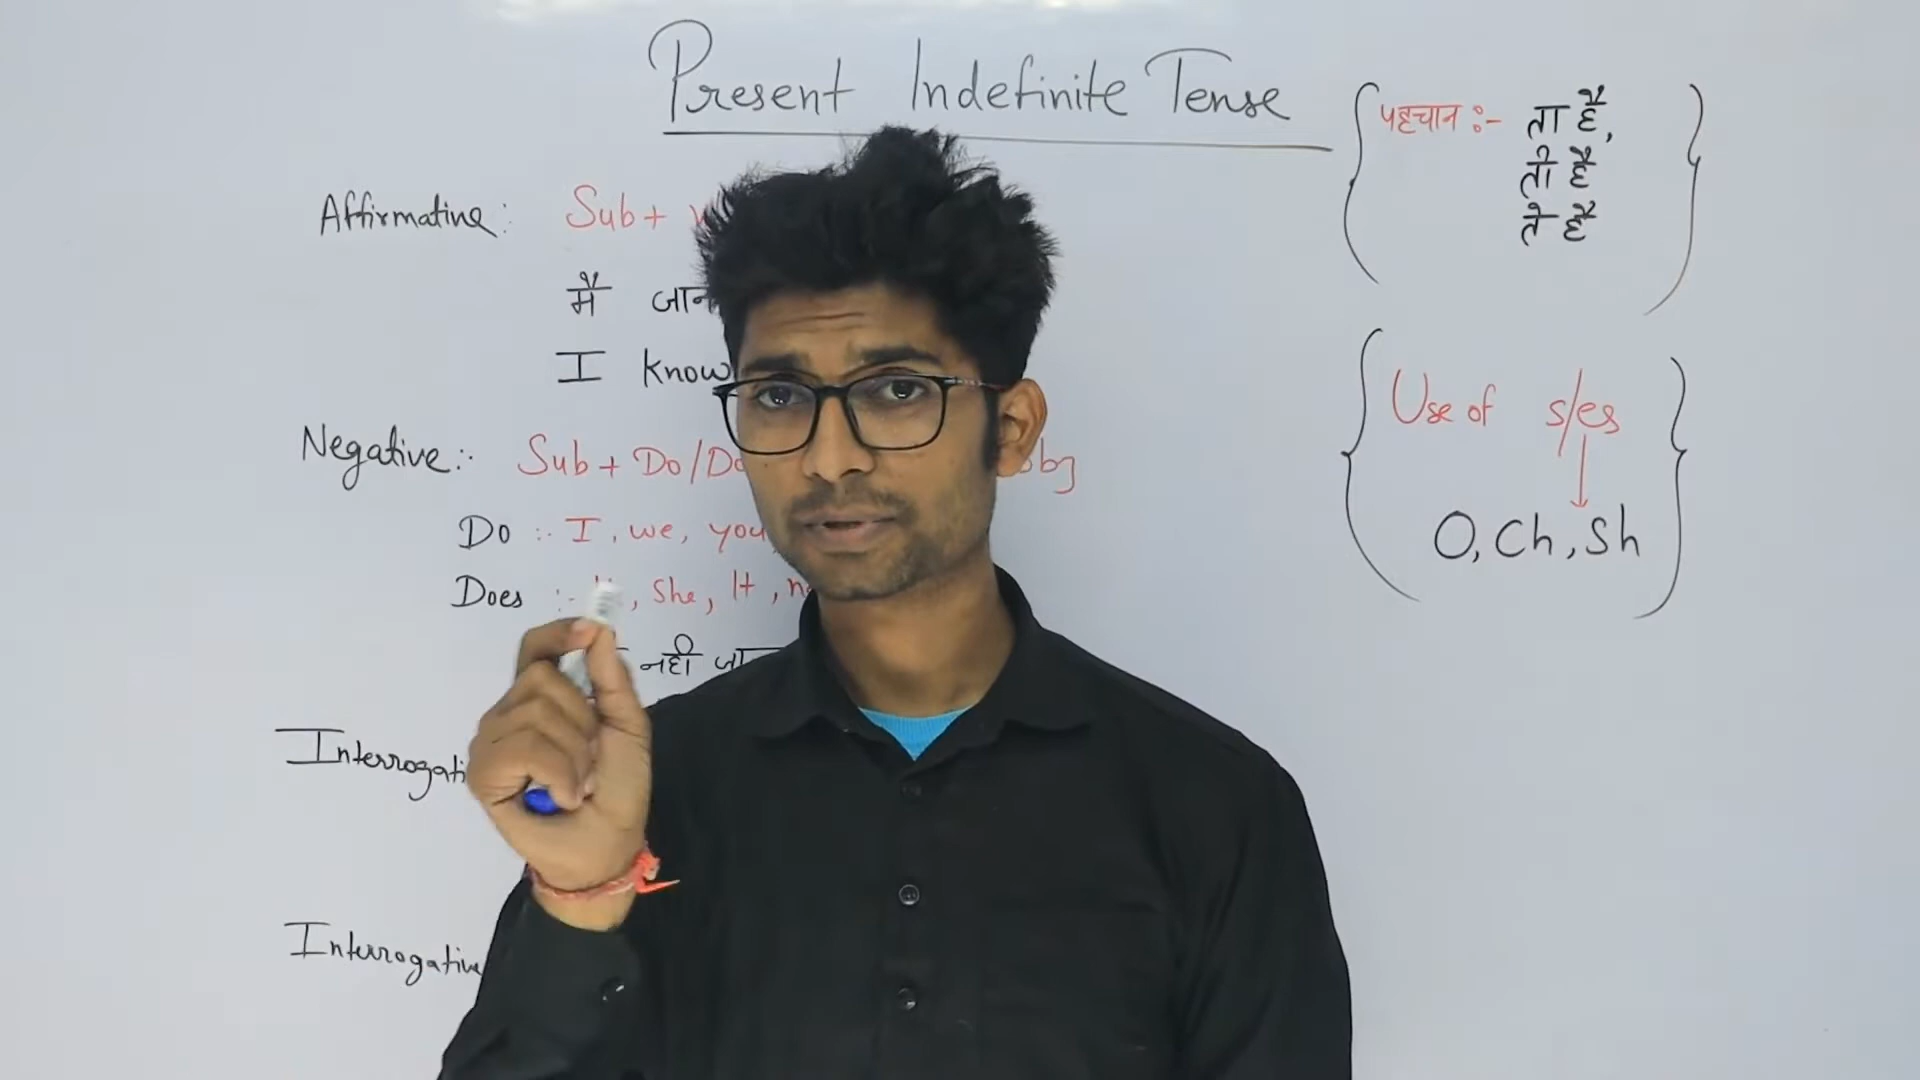 Present Indefinite Tense
पहचान :- ता है,
ती है
ते हैं
Affirmative : Sub +
मैं
I know
Use of s/es
O, Ch, Sh
Negative :- Sub + Do/ obj
Do :- I, we, you
Does :- , She, It,
नही
Interrogati
Interrogative